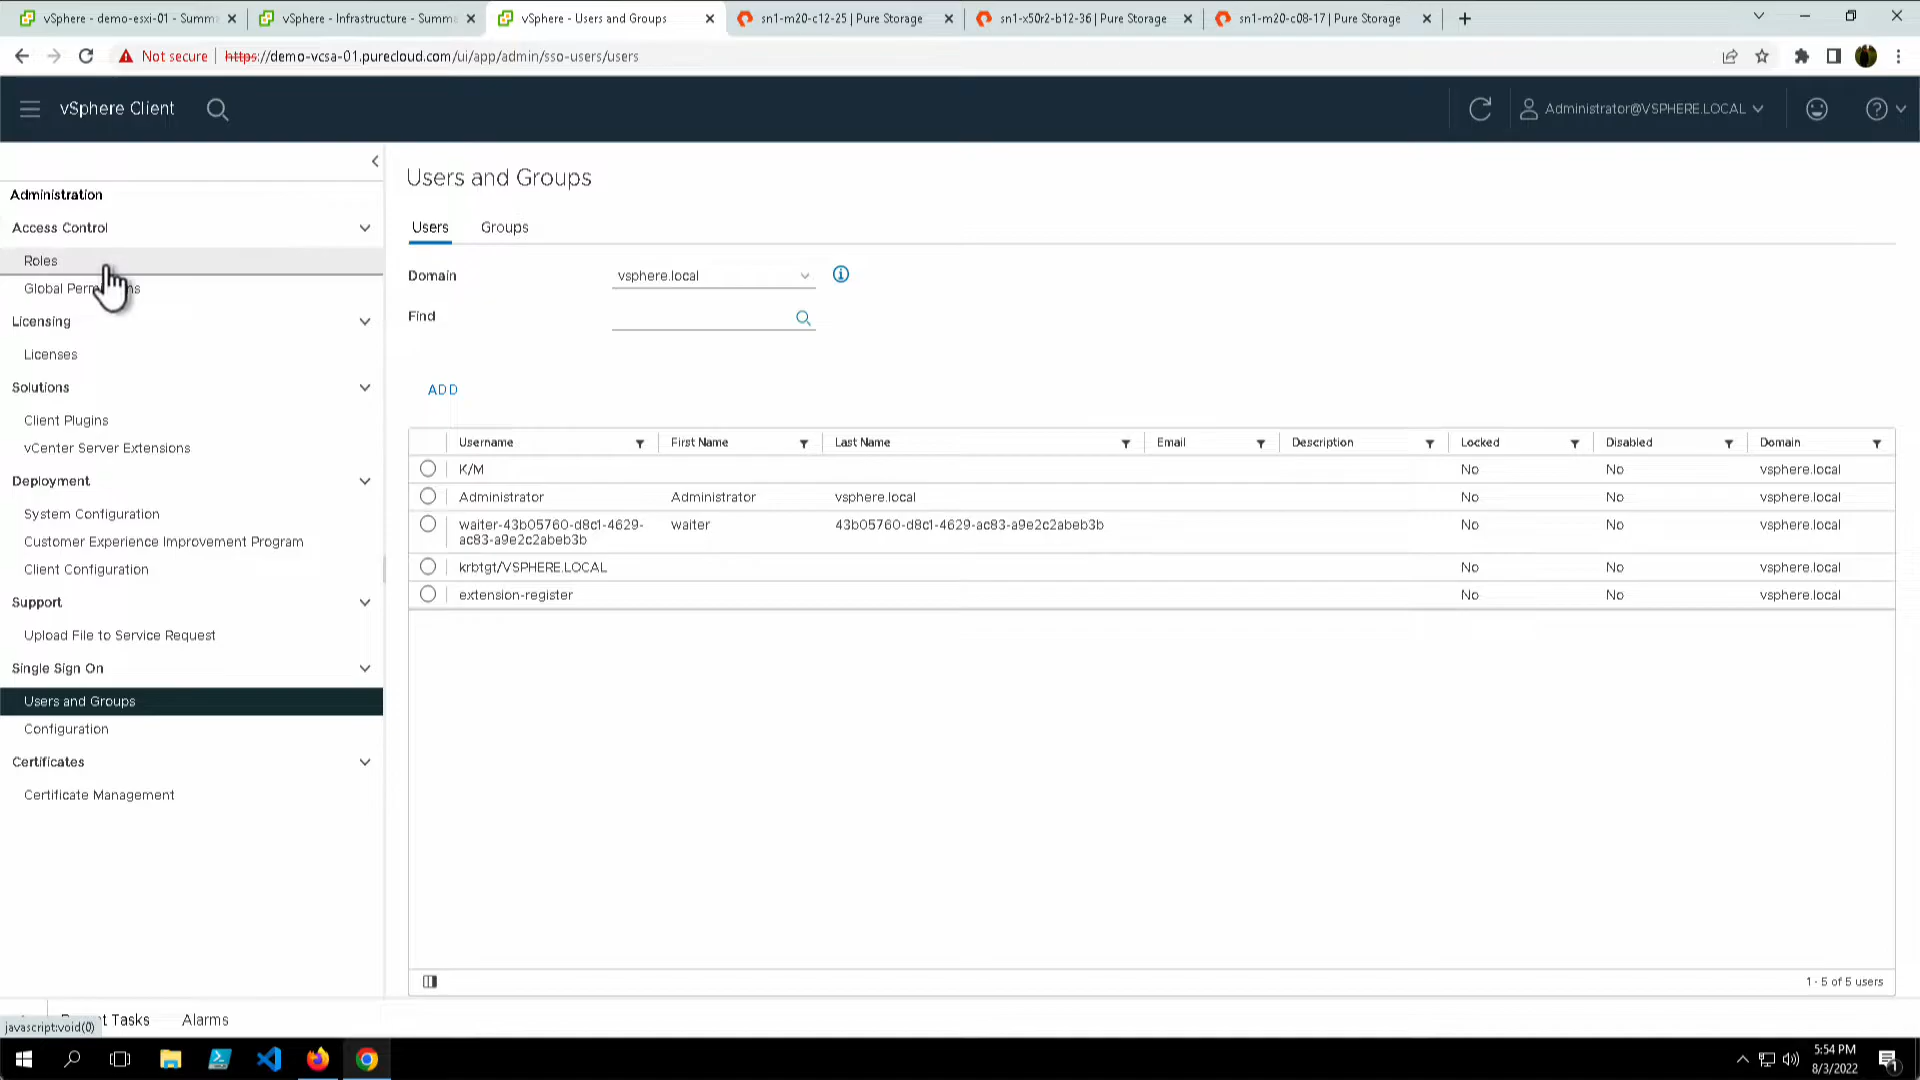 vSphere - demo-esxi-01 - Summ
vSphere - Infrastructure - Summa
vSphere - Users and Groups
sn1-m20-c12-25 | Pure Storage
sn1-x50r2-b12-36 | Pure Storage
sn1-m20-c08-17 | Pure Storage
Not secure
https://demo-vcsa-01.purecloud.com/ui/app/admin/sso-users/users
vSphere Client
Administrator@VSPHERE.LOCAL
Administration
Access Control
Roles
Global
Licensing
Licenses
Solutions
Client Plugins
vCenter Server Extensions
Deployment
System Configuration
Customer Experience Improvement Program
Client Configuration
Support
Upload File to Service Request
Single Sign On
Users and Groups
Configuration
Certificates
Certificate Management
Users and Groups
Users Groups
Domain vsphere.local
Find
ADD
Username First Name Last Name Email Description Locked Disabled Domain
K/M No No vsphere.local
Administrator Administrator vsphere.local No No vsphere.local
waiter-43b05760-d8c1-4629- waiter 43b05760-d8c1-4629-ac83-a9e2c2abeb3b No No vsphere.local
ac83-a9e2c2abeb3b
krbtgt/VSPHERE.LOCAL No No vsphere.local
extension-register No No vsphere.local
1 - 5 of 5 users
Tasks Alarms
javascript:void(0)
5:54 PM
8/3/2022
1